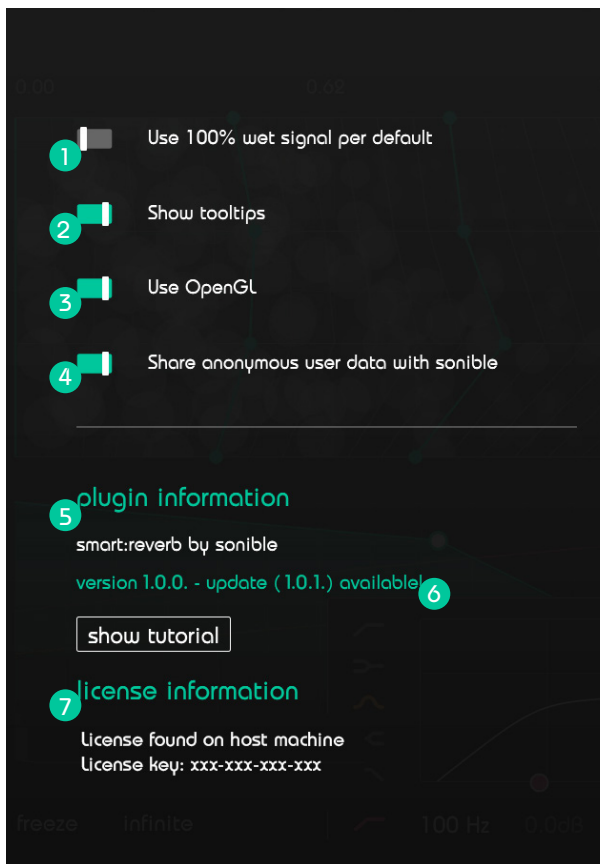 0.00 0.62
1 Use 100% wet signal per default
2 Show tooltips
3 Use OpenGL
4 Share anonymous user data with sonible
5 plugin information
smart:reverb by sonible
version 1.0.0. - update (1.0.1.) available! 6
show tutorial
7 license information
License found on host machine
License key: xxx-xxx-xxx-xxx
freeze infinite 100 Hz 0.0dB